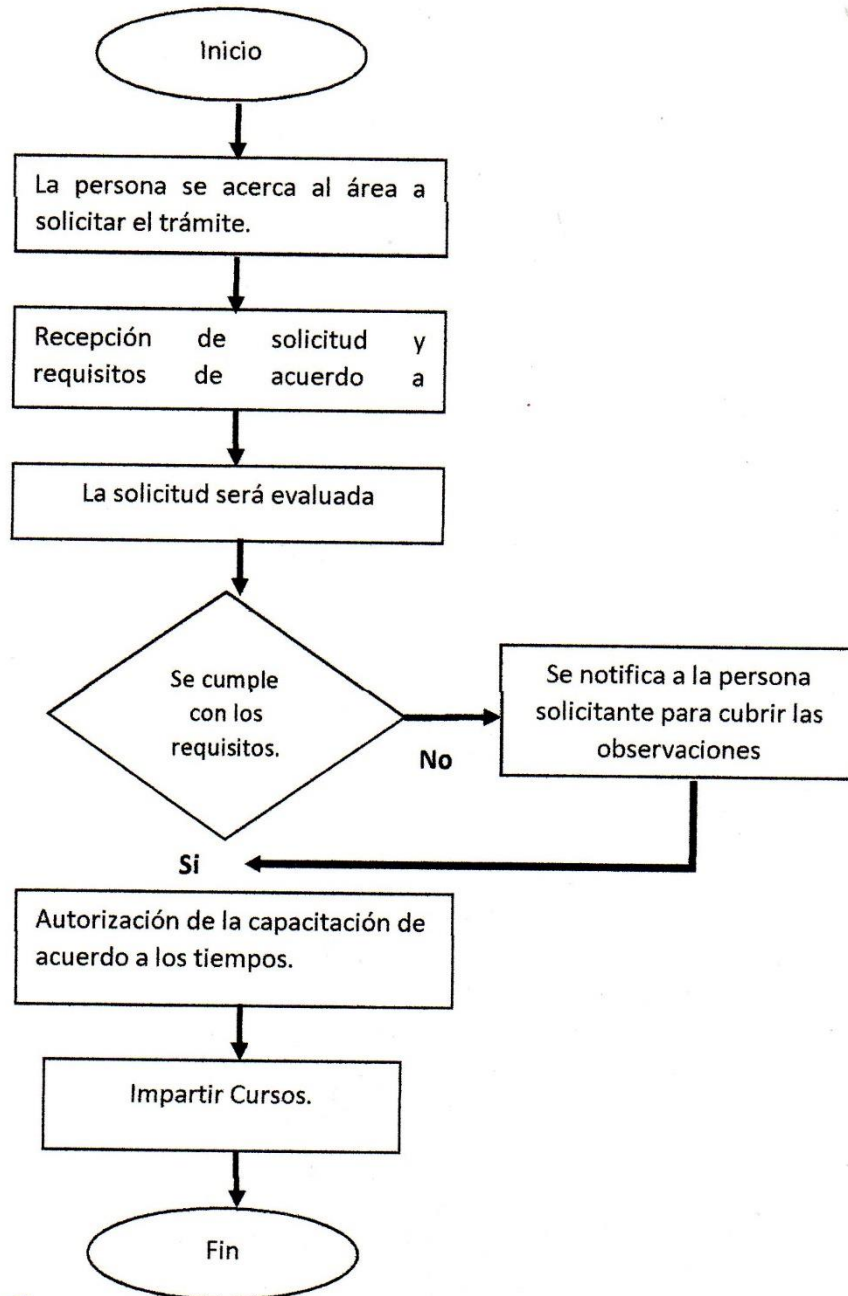 Inicio
La persona se acerca al área a
solicitar el trámite.
Recepción de solicitud y
requisitos de acuerdo a
La solicitud será evaluada
Se cumple
con los
requisitos.
No
Se notifica a la persona
solicitante para cubrir las
observaciones
Si
Autorización de la capacitación de
acuerdo a los tiempos.
Impartir Cursos.
Fin